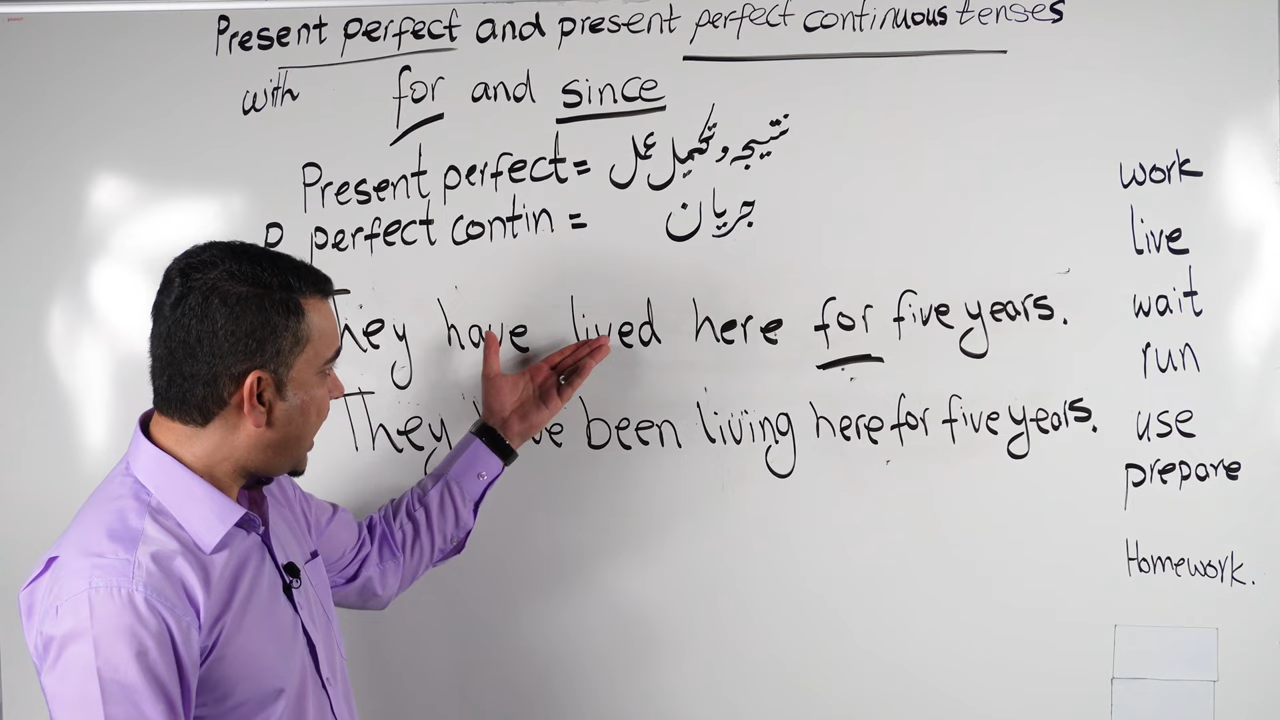 Present perfect and present perfect continuous tenses
with for and since
Present perfect = نتیجه و تکمیل عمل
P perfect contin = جریان
They have lived here for five years.
They have been living here for five years.
work
live
wait
run
use
prepare
Homework.